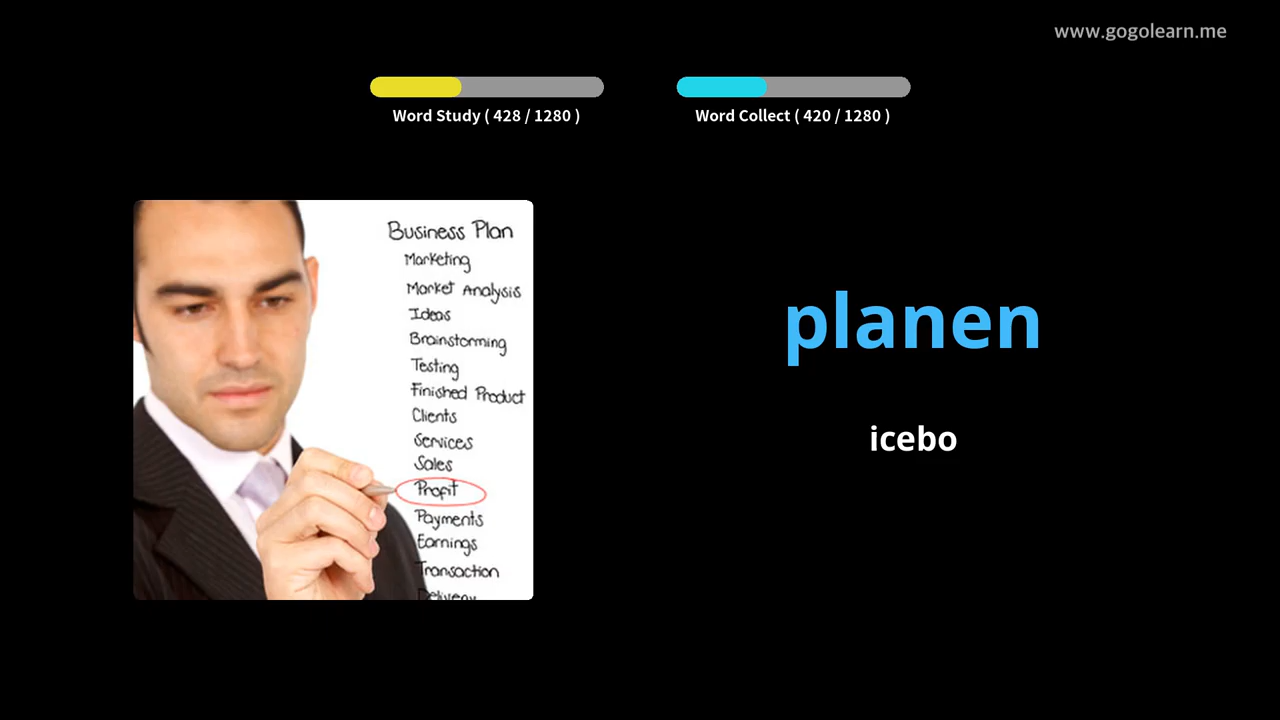 www.gogolearn.me
Word Study ( 428 / 1280 )
Word Collect ( 420 / 1280 )
Business Plan
Marketing
Market Analysis
Ideas
Brainstorming
Testing
Finished Product
Clients
Services
Sales
Profit
Payments
Earnings
Transaction
Delivery
planen
icebo